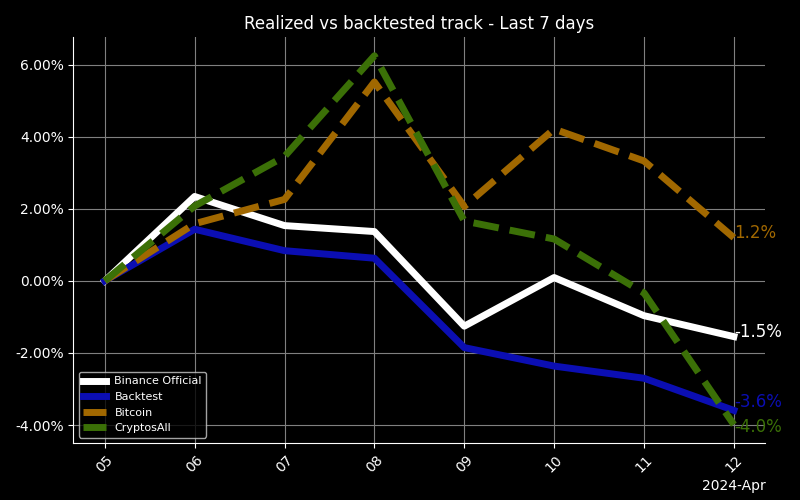 Realized vs backtested track - Last 7 days
6.00%
4.00%
2.00%
0.00%
-2.00%
-4.00%
1.2%
-1.5%
-3.6%
-4.0%
Binance Official
Backtest
Bitcoin
CryptosAll
05 06 07 08 09 10 11 12
2024-Apr